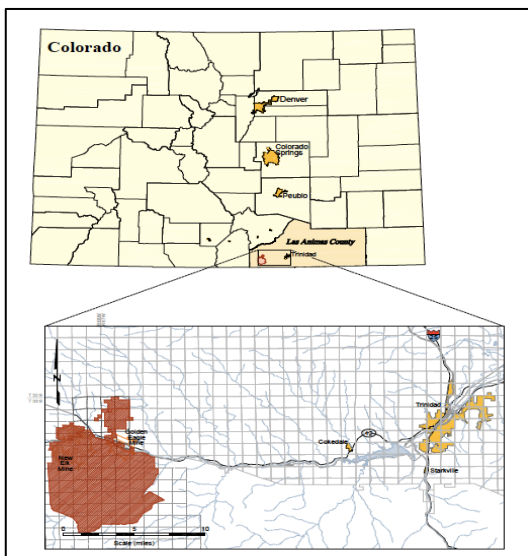 Colorado
Denver
Colorado
Springs
Peublo
Las Animas County
Trinidad
N
25
Trinidad
Golden
Eagle
New
Elk
Mine
Cokedale
Starkville
0
5
10
Scale (miles)